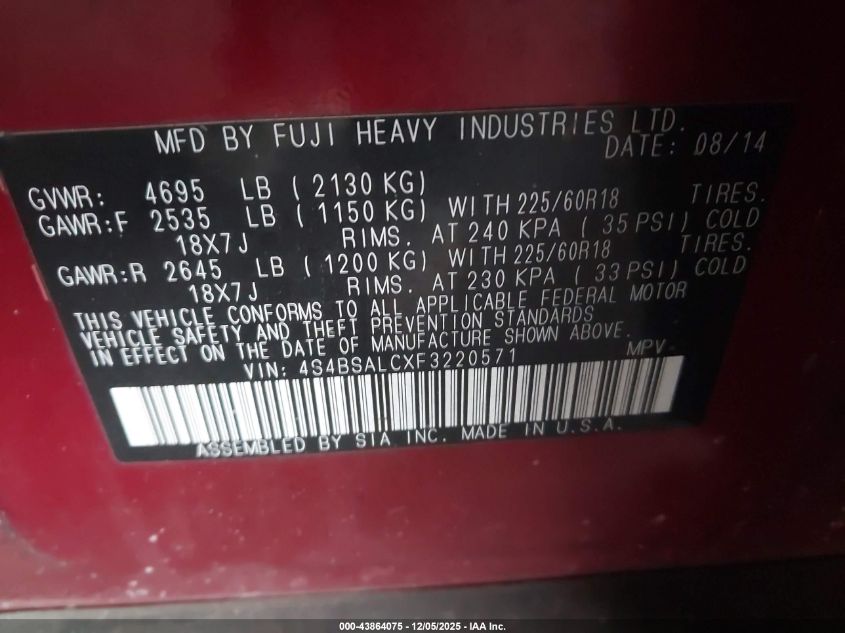 MFD BY FUJI HEAVY INDUSTRIES LTD.
DATE: 08/14
GVWR: 4695 LB ( 2130 KG)
GAWR:F 2535 LB ( 1150 KG) WITH 225/60R18 TIRES.
18X7J RIMS. AT 240 KPA ( 35 PSI) COLD
GAWR:R 2645 LB ( 1200 KG) WITH 225/60R18 TIRES.
18X7J RIMS. AT 230 KPA ( 33 PSI) COLD
THIS VEHICLE CONFORMS TO ALL APPLICABLE FEDERAL MOTOR
VEHICLE SAFETY AND THEFT PREVENTION STANDARDS
IN EFFECT ON THE DATE OF MANUFACTURE SHOWN ABOVE.
VIN: 4S4BSALCXF3220571 MPV
ASSEMBLED BY SIA INC. MADE IN U.S.A.
000-43864075 - 12/05/2025 - IAA Inc.